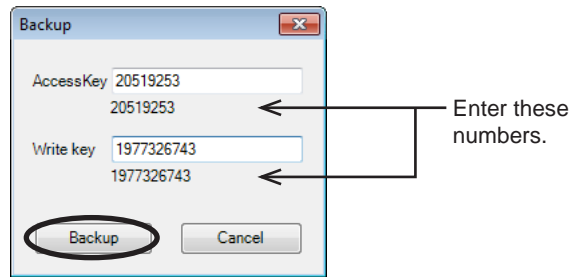 Backup
AccessKey 20519253
20519253
Enter these
numbers.
Write key 1977326743
1977326743
Backup Cancel